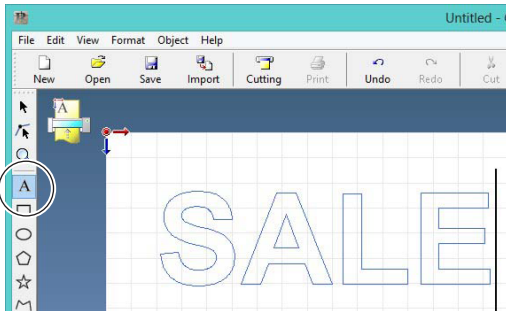 Untitled -
File Edit View Format Object Help
New Open Save Import Cutting Print Undo Redo Cut
A
A
SALE